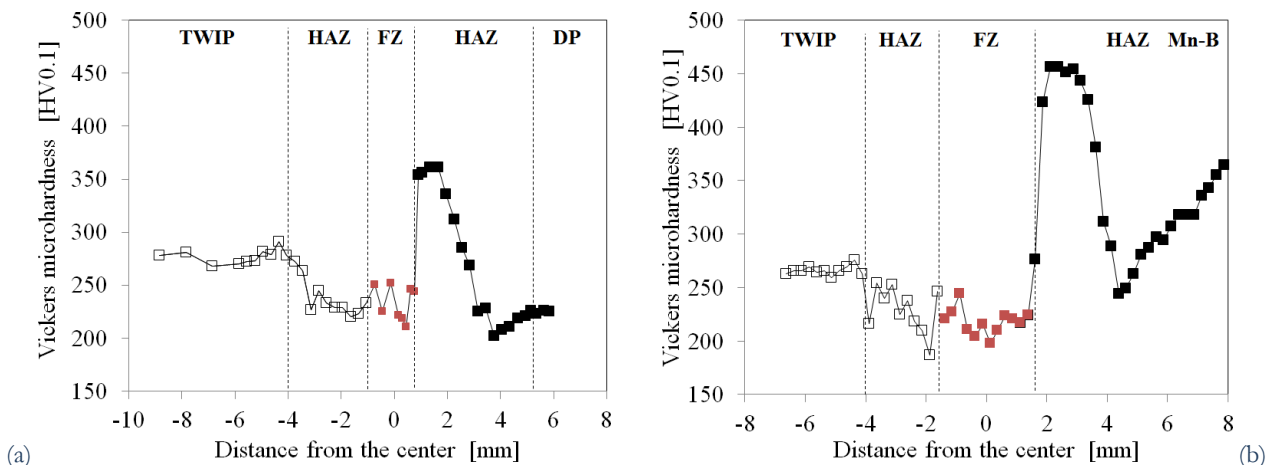 500
450
400
350
300
250
200
150
Vickers microhardness [HV0.1]
TWIP HAZ FZ HAZ DP
-10 -8 -6 -4 -2 0 2 4 6 8
Distance from the center [mm]
(a)
500
450
400
350
300
250
200
150
Vickers microhardness [HV0.1]
TWIP HAZ FZ HAZ Mn-B
-8 -6 -4 -2 0 2 4 6 8
Distance from the center [mm]
(b)